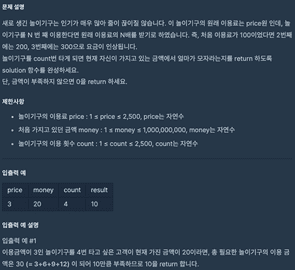 문제 설명
새로 생긴 놀이기구는 인기가 매우 많아 줄이 끊이질 않습니다. 이 놀이기구의 원래 이용료는 price원 인데, 놀
이기구를 N 번 째 이용한다면 원래 이용료의 N배를 받기로 하였습니다. 즉, 처음 이용료가 100이었다면 2번째
에는 200, 3번째에는 300으로 요금이 인상됩니다.
놀이기구를 count번 타게 되면 현재 자신이 가지고 있는 금액에서 얼마가 모자라는지를 return 하도록
solution 함수를 완성하세요.
단, 금액이 부족하지 않으면 0을 return 하세요.
제한사항
• 놀이기구의 이용료 price : 1 ≤ price ≤ 2,500, price는 자연수
• 처음 가지고 있던 금액 money : 1 ≤ money ≤ 1,000,000,000, money는 자연수
• 놀이기구의 이용 횟수 count : 1 ≤ count ≤ 2,500, count는 자연수
입출력 예
price money count result
3 20 4 10
입출력 예 설명
입출력 예 #1
이용금액이 3인 놀이기구를 4번 타고 싶은 고객이 현재 가진 금액이 20이라면, 총 필요한 놀이기구의 이용 금
액은 30 (= 3+6+9+12) 이 되어 10만큼 부족하므로 10을 return 합니다.